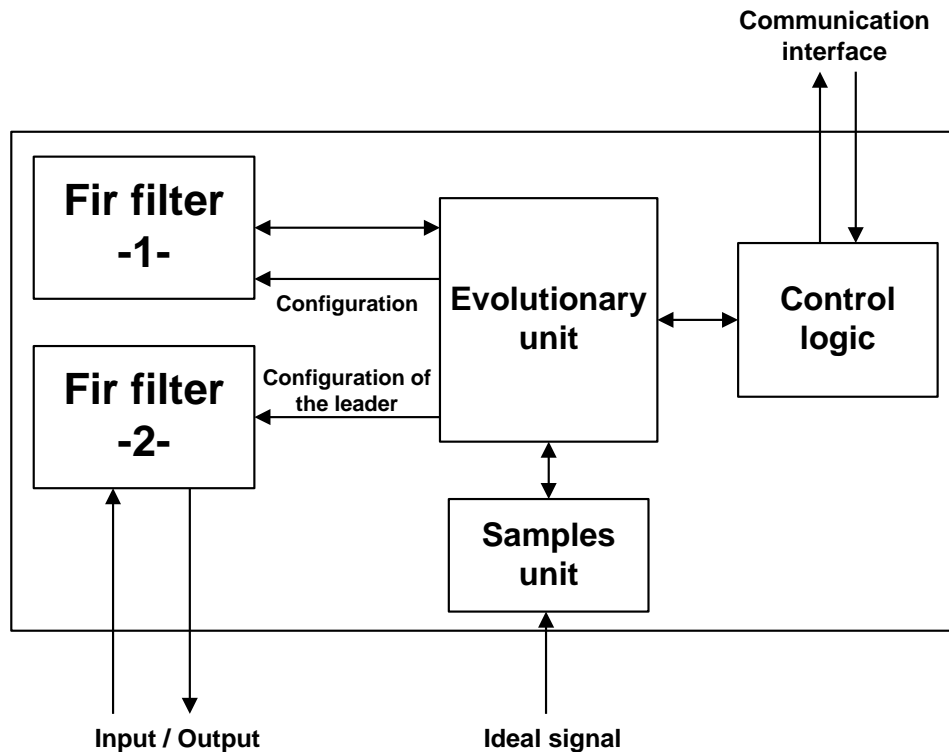 Communication
interface
Fir filter
-1-
Configuration
Evolutionary
unit
Control
logic
Fir filter
-2-
Configuration of
the leader
Samples
unit
Input / Output
Ideal signal